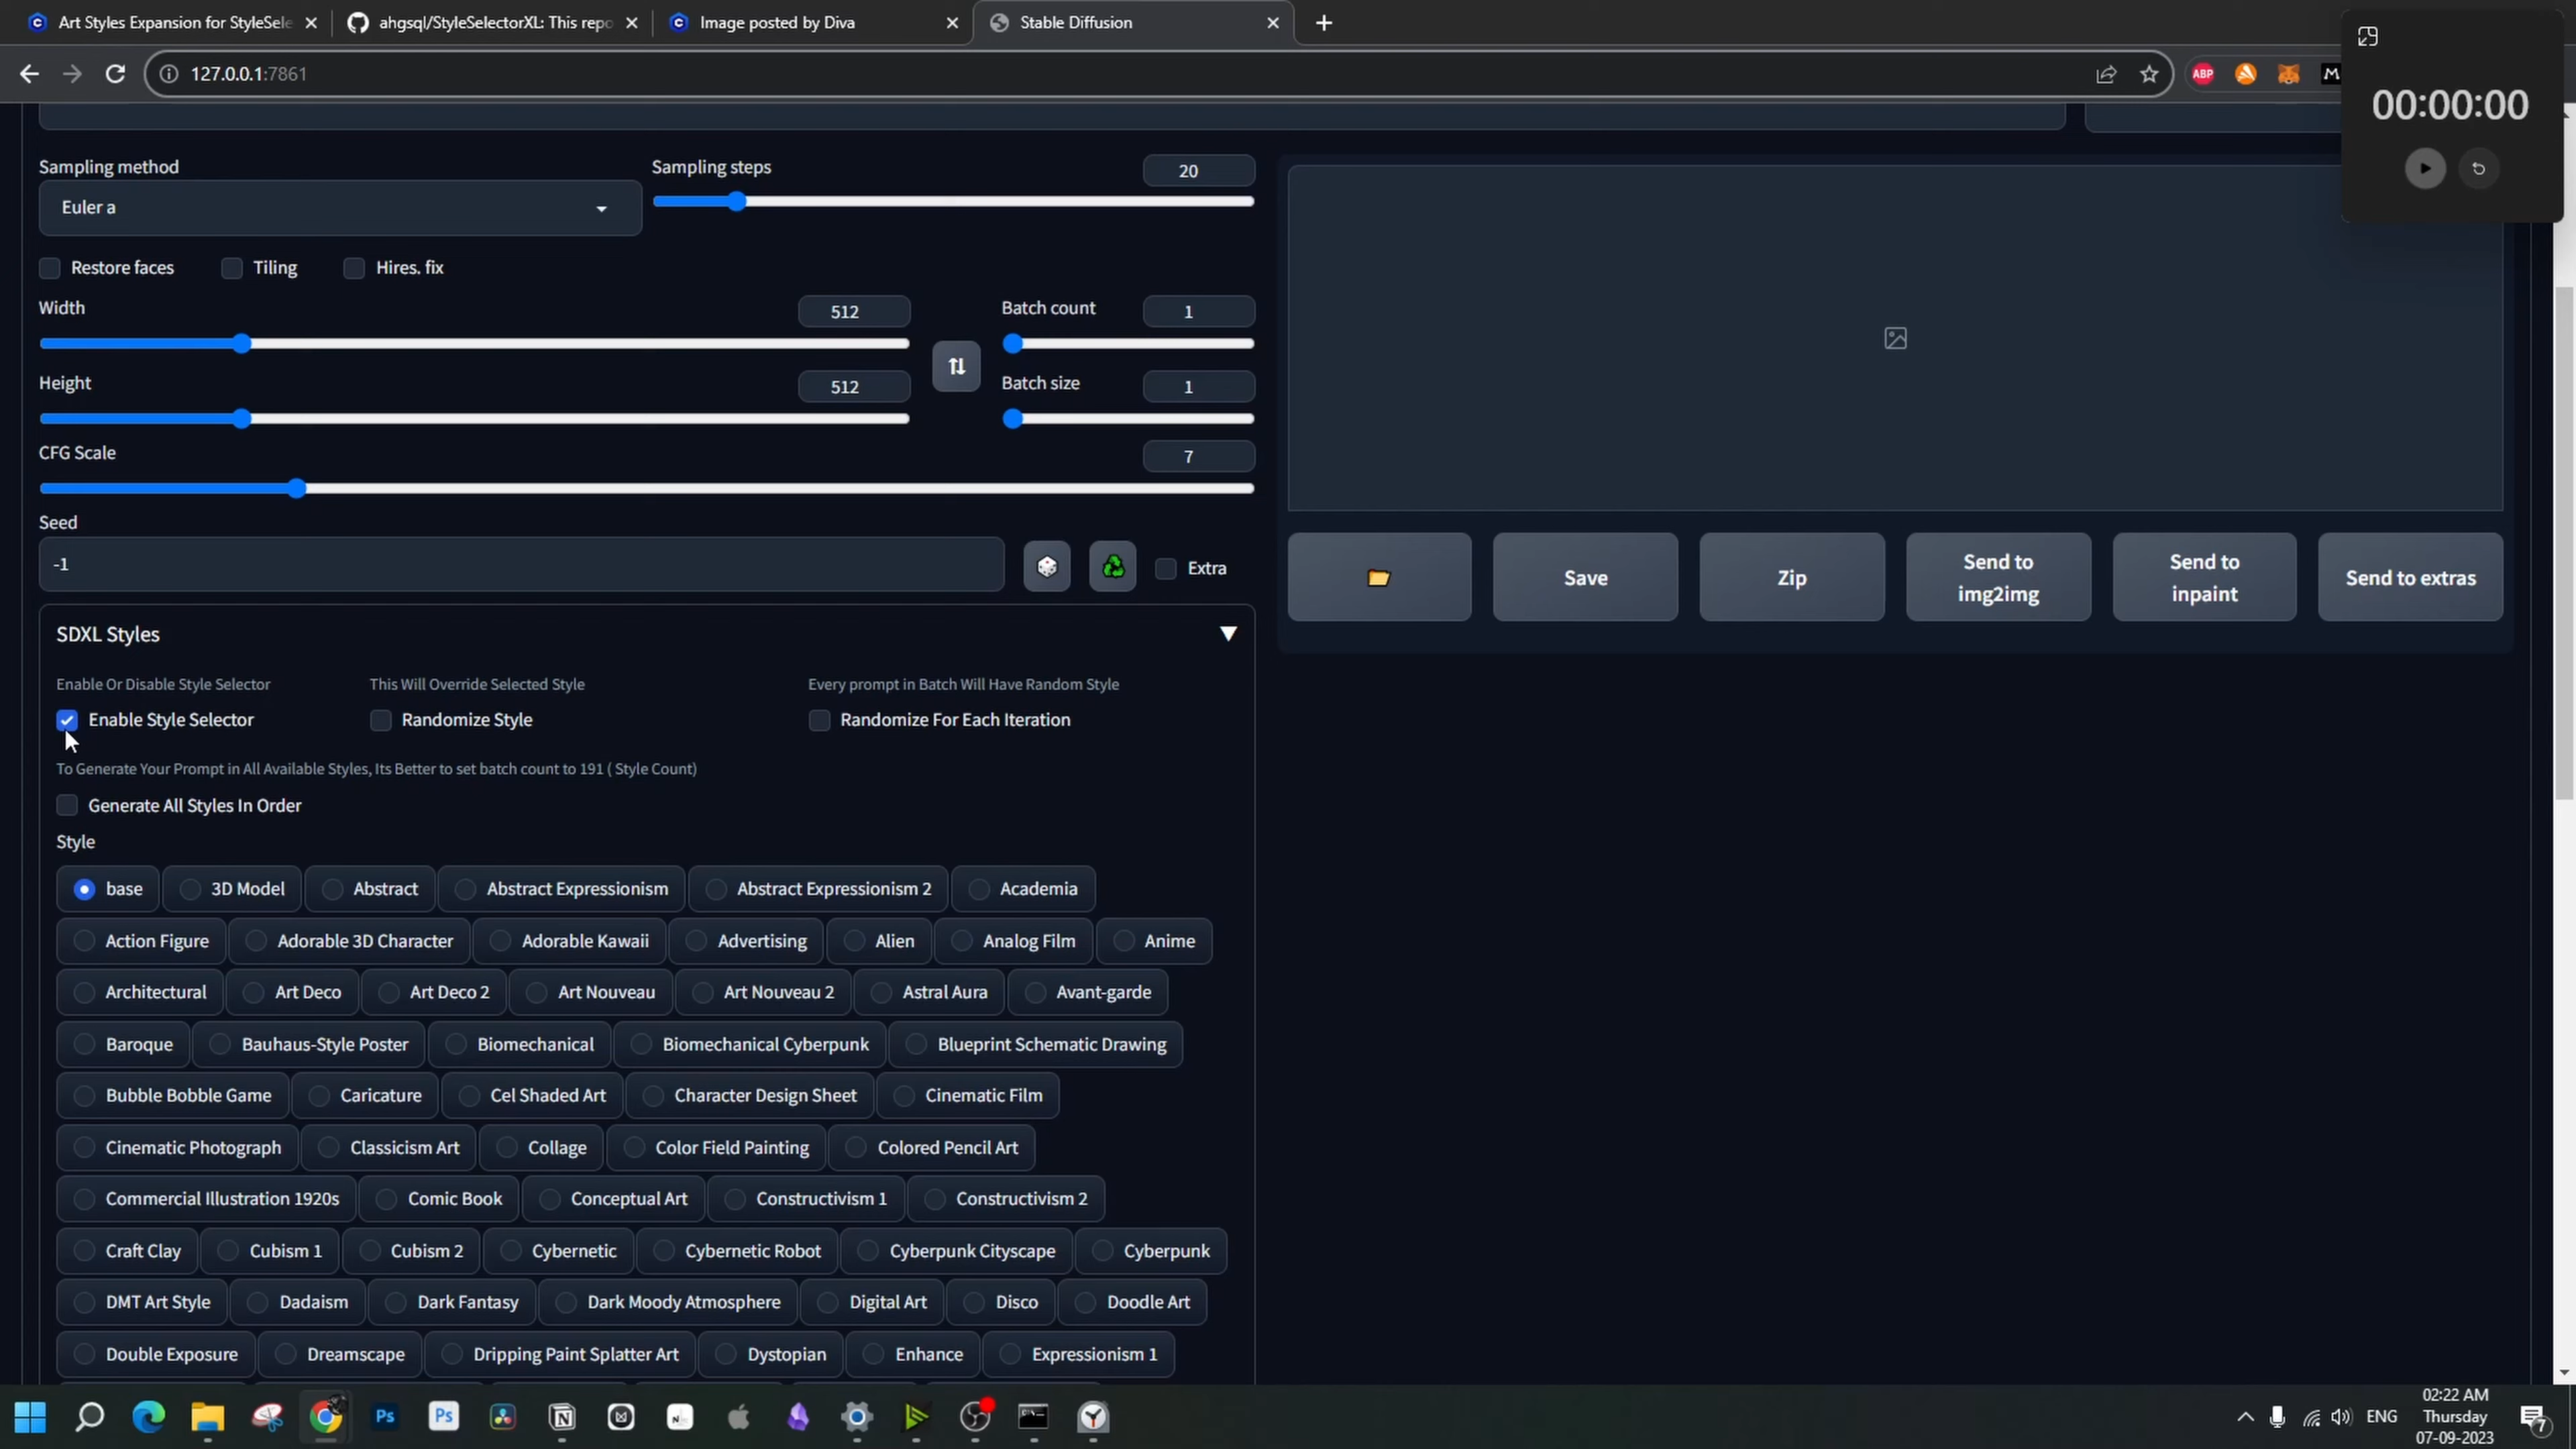 Art Styles Expansion for StyleSele
ahgsql/StyleSelectorXL: This repo
Image posted by Diva
Stable Diffusion
127.0.0.1:7861
ABP
M
00:00:00
Sampling method
Sampling steps
20
Euler a
Restore faces
Tiling
Hires. fix
Width
512
Batch count
1
Height
512
Batch size
1
CFG Scale
7
Seed
-1
Extra
Save
Zip
Send to
img2img
Send to
inpaint
Send to extras
SDXL Styles
Enable Or Disable Style Selector
This Will Override Selected Style
Every prompt in Batch Will Have Random Style
Enable Style Selector
Randomize Style
Randomize For Each Iteration
To Generate Your Prompt in All Available Styles, Its Better to set batch count to 191 ( Style Count)
Generate All Styles In Order
Style
base 3D Model Abstract Abstract Expressionism Abstract Expressionism 2 Academia
Action Figure Adorable 3D Character Adorable Kawaii Advertising Alien Analog Film Anime
Architectural Art Deco Art Deco 2 Art Nouveau Art Nouveau 2 Astral Aura Avant-garde
Baroque Bauhaus-Style Poster Biomechanical Biomechanical Cyberpunk Blueprint Schematic Drawing
Bubble Bobble Game Caricature Cel Shaded Art Character Design Sheet Cinematic Film
Cinematic Photograph Classicism Art Collage Color Field Painting Colored Pencil Art
Commercial Illustration 1920s Comic Book Conceptual Art Constructivism 1 Constructivism 2
Craft Clay Cubism 1 Cubism 2 Cybernetic Cybernetic Robot Cyberpunk Cityscape Cyberpunk
DMT Art Style Dadaism Dark Fantasy Dark Moody Atmosphere Digital Art Disco Doodle Art
Double Exposure Dreamscape Dripping Paint Splatter Art Dystopian Enhance Expressionism 1
Ps
Ps
ENG
02:22 AM
Thursday
07-09-2023
7